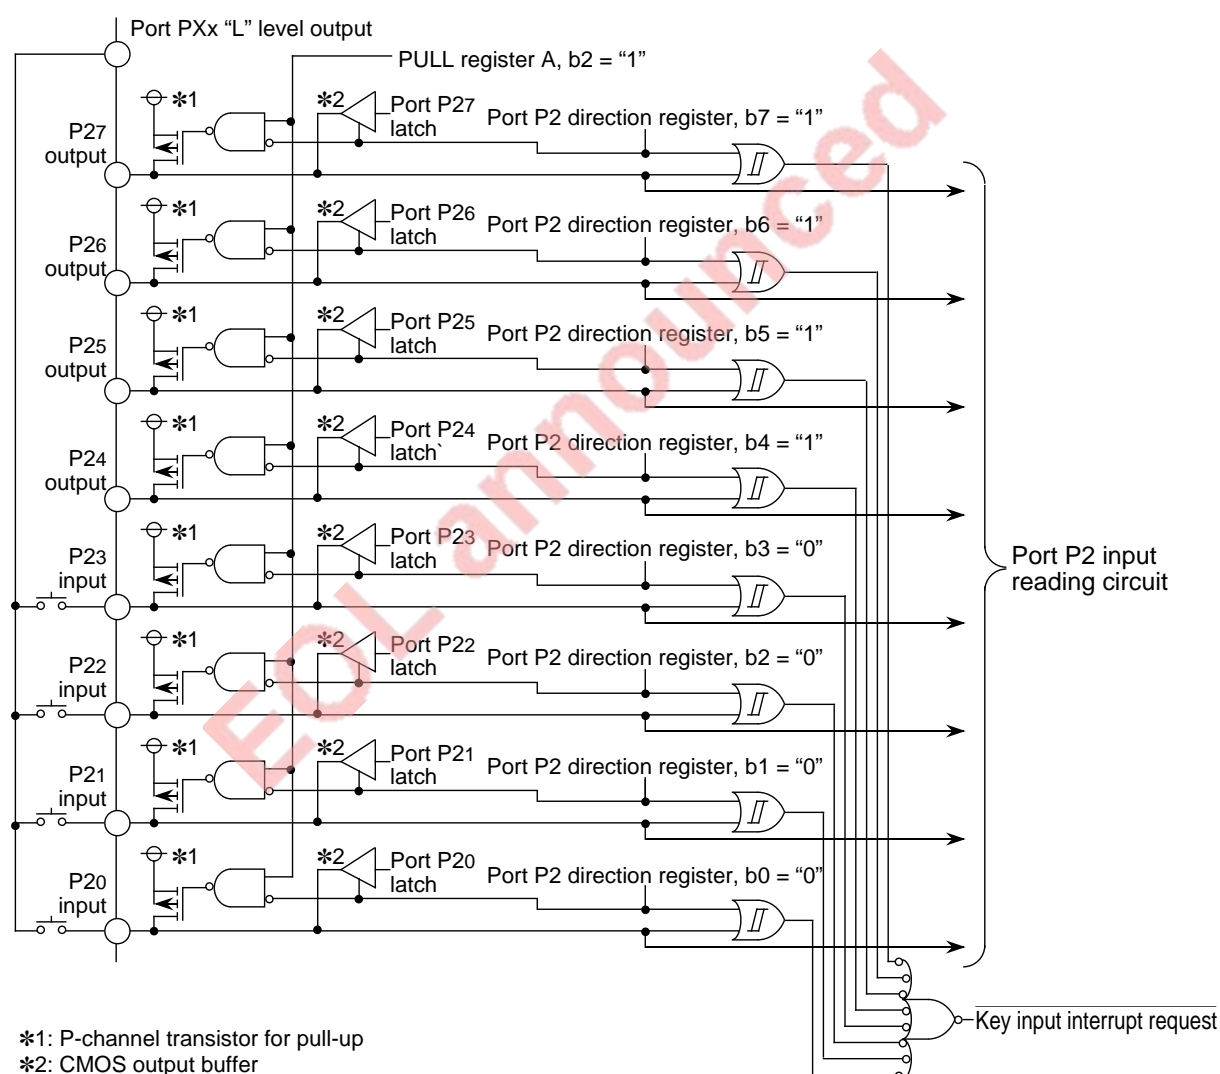 Port PXx “L” level output
PULL register A, b2 = “1”
✻1
✻2
Port P27
latch
Port P2 direction register, b7 = “1”
P27
output
✻1
✻2
Port P26
latch
Port P2 direction register, b6 = “1”
P26
output
✻1
✻2
Port P25
latch
Port P2 direction register, b5 = “1”
P25
output
✻1
✻2
Port P24
latch`
Port P2 direction register, b4 = “1”
P24
output
✻1
✻2
Port P23
latch
Port P2 direction register, b3 = “0”
P23
input
Port P2 input
reading circuit
✻1
✻2
Port P22
latch
Port P2 direction register, b2 = “0”
P22
input
✻1
✻2
Port P21
latch
Port P2 direction register, b1 = “0”
P21
input
✻1
✻2
Port P20
latch
Port P2 direction register, b0 = “0”
P20
input
Key input interrupt request
✻1: P-channel transistor for pull-up
✻2: CMOS output buffer
EOL announced